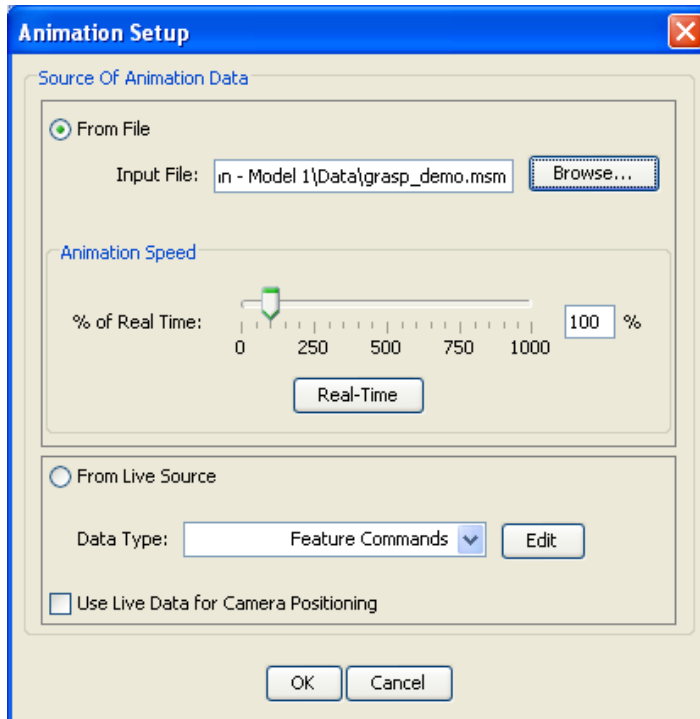 Animation Setup
Source Of Animation Data
From File
Input File: in - Model 1\Data\grasp_demo.msm Browse...
Animation Speed
% of Real Time: 100 %
0 250 500 750 1000
Real-Time
From Live Source
Data Type: Feature Commands Edit
Use Live Data for Camera Positioning
OK Cancel